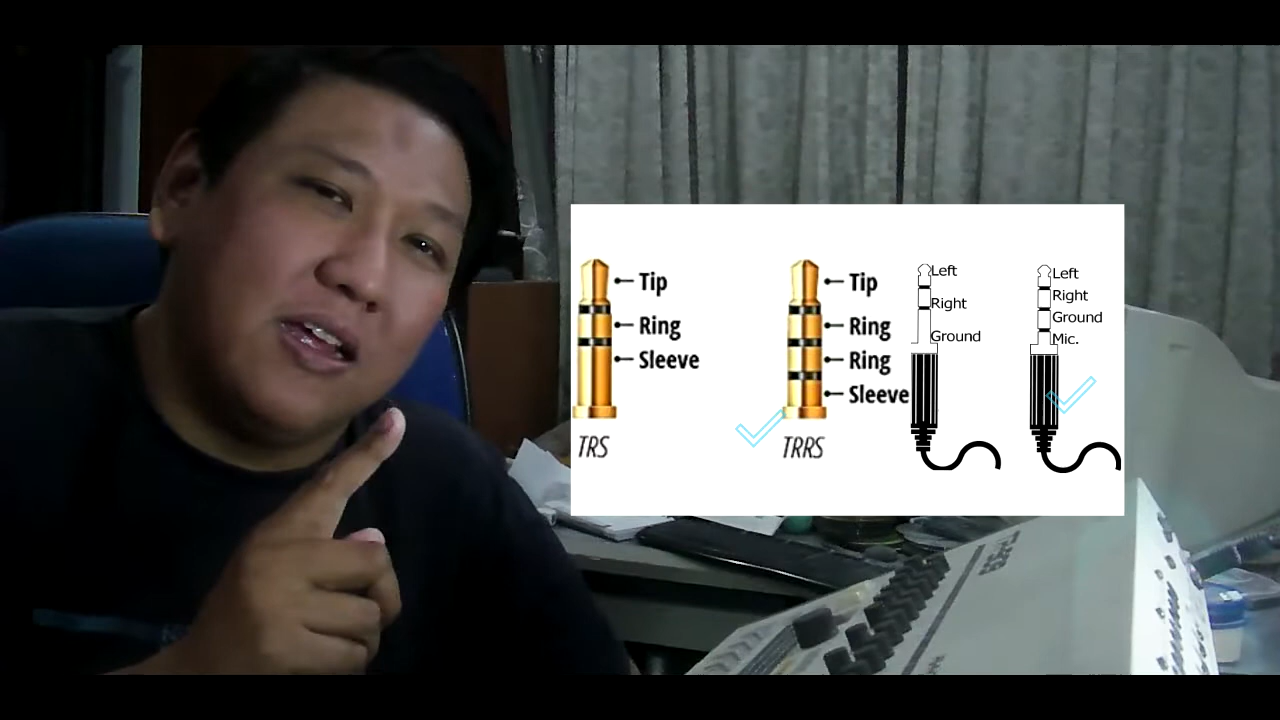 Tip
Ring
Sleeve
TRS
Tip
Ring
Ring
Sleeve
TRRS
Left
Right
Ground
Left
Right
Ground
Mic.